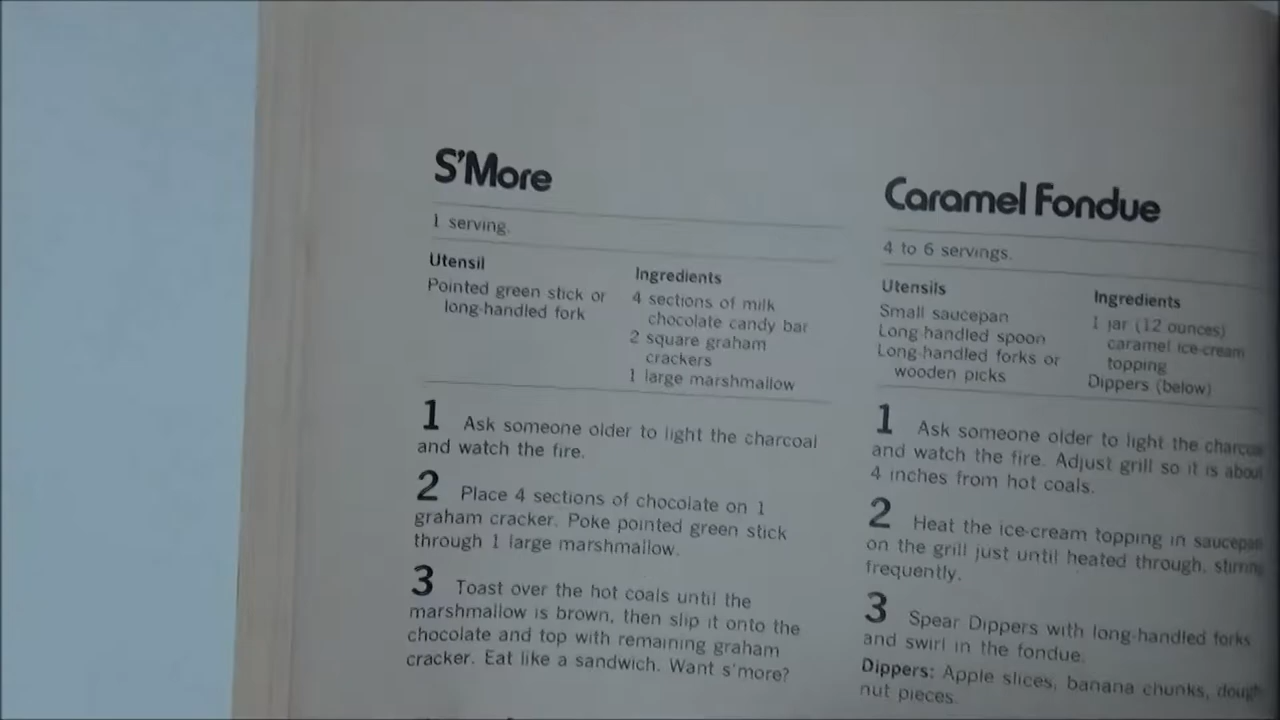 S'More
1 serving.
Utensil
Pointed green stick or
long-handled fork
Ingredients
4 sections of milk
chocolate candy bar
2 square graham
crackers
1 large marshmallow
1 Ask someone older to light the charcoal
and watch the fire.
2 Place 4 sections of chocolate on 1
graham cracker. Poke pointed green stick
through 1 large marshmallow.
3 Toast over the hot coals until the
marshmallow is brown, then slip it onto the
chocolate and top with remaining graham
cracker. Eat like a sandwich. Want s'more?
Caramel Fondue
4 to 6 servings.
Utensils
Small saucepan
Long-handled spoon
Long-handled forks or
wooden picks
Ingredients
1 jar (12 ounces)
caramel ice-cream
topping
Dippers (below)
1 Ask someone older to light the charcoal
and watch the fire. Adjust grill so it is about
4 inches from hot coals.
2 Heat the ice-cream topping in saucepan
on the grill just until heated through, stirring
frequently.
3 Spear Dippers with long-handled forks
and swirl in the fondue.
Dippers: Apple slices, banana chunks, dough-
nut pieces.